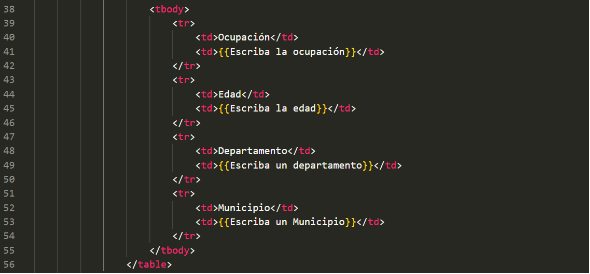 38 <tbody>
39 <tr>
40 <td>Ocupación</td>
41 <td>{{Escriba la ocupación}}</td>
42 </tr>
43 <tr>
44 <td>Edad</td>
45 <td>{{Escriba la edad}}</td>
46 </tr>
47 <tr>
48 <td>Departamento</td>
49 <td>{{Escriba un departamento}}</td>
50 </tr>
51 <tr>
52 <td>Municipio</td>
53 <td>{{Escriba un Municipio}}</td>
54 </tr>
55 </tbody>
56 </table>